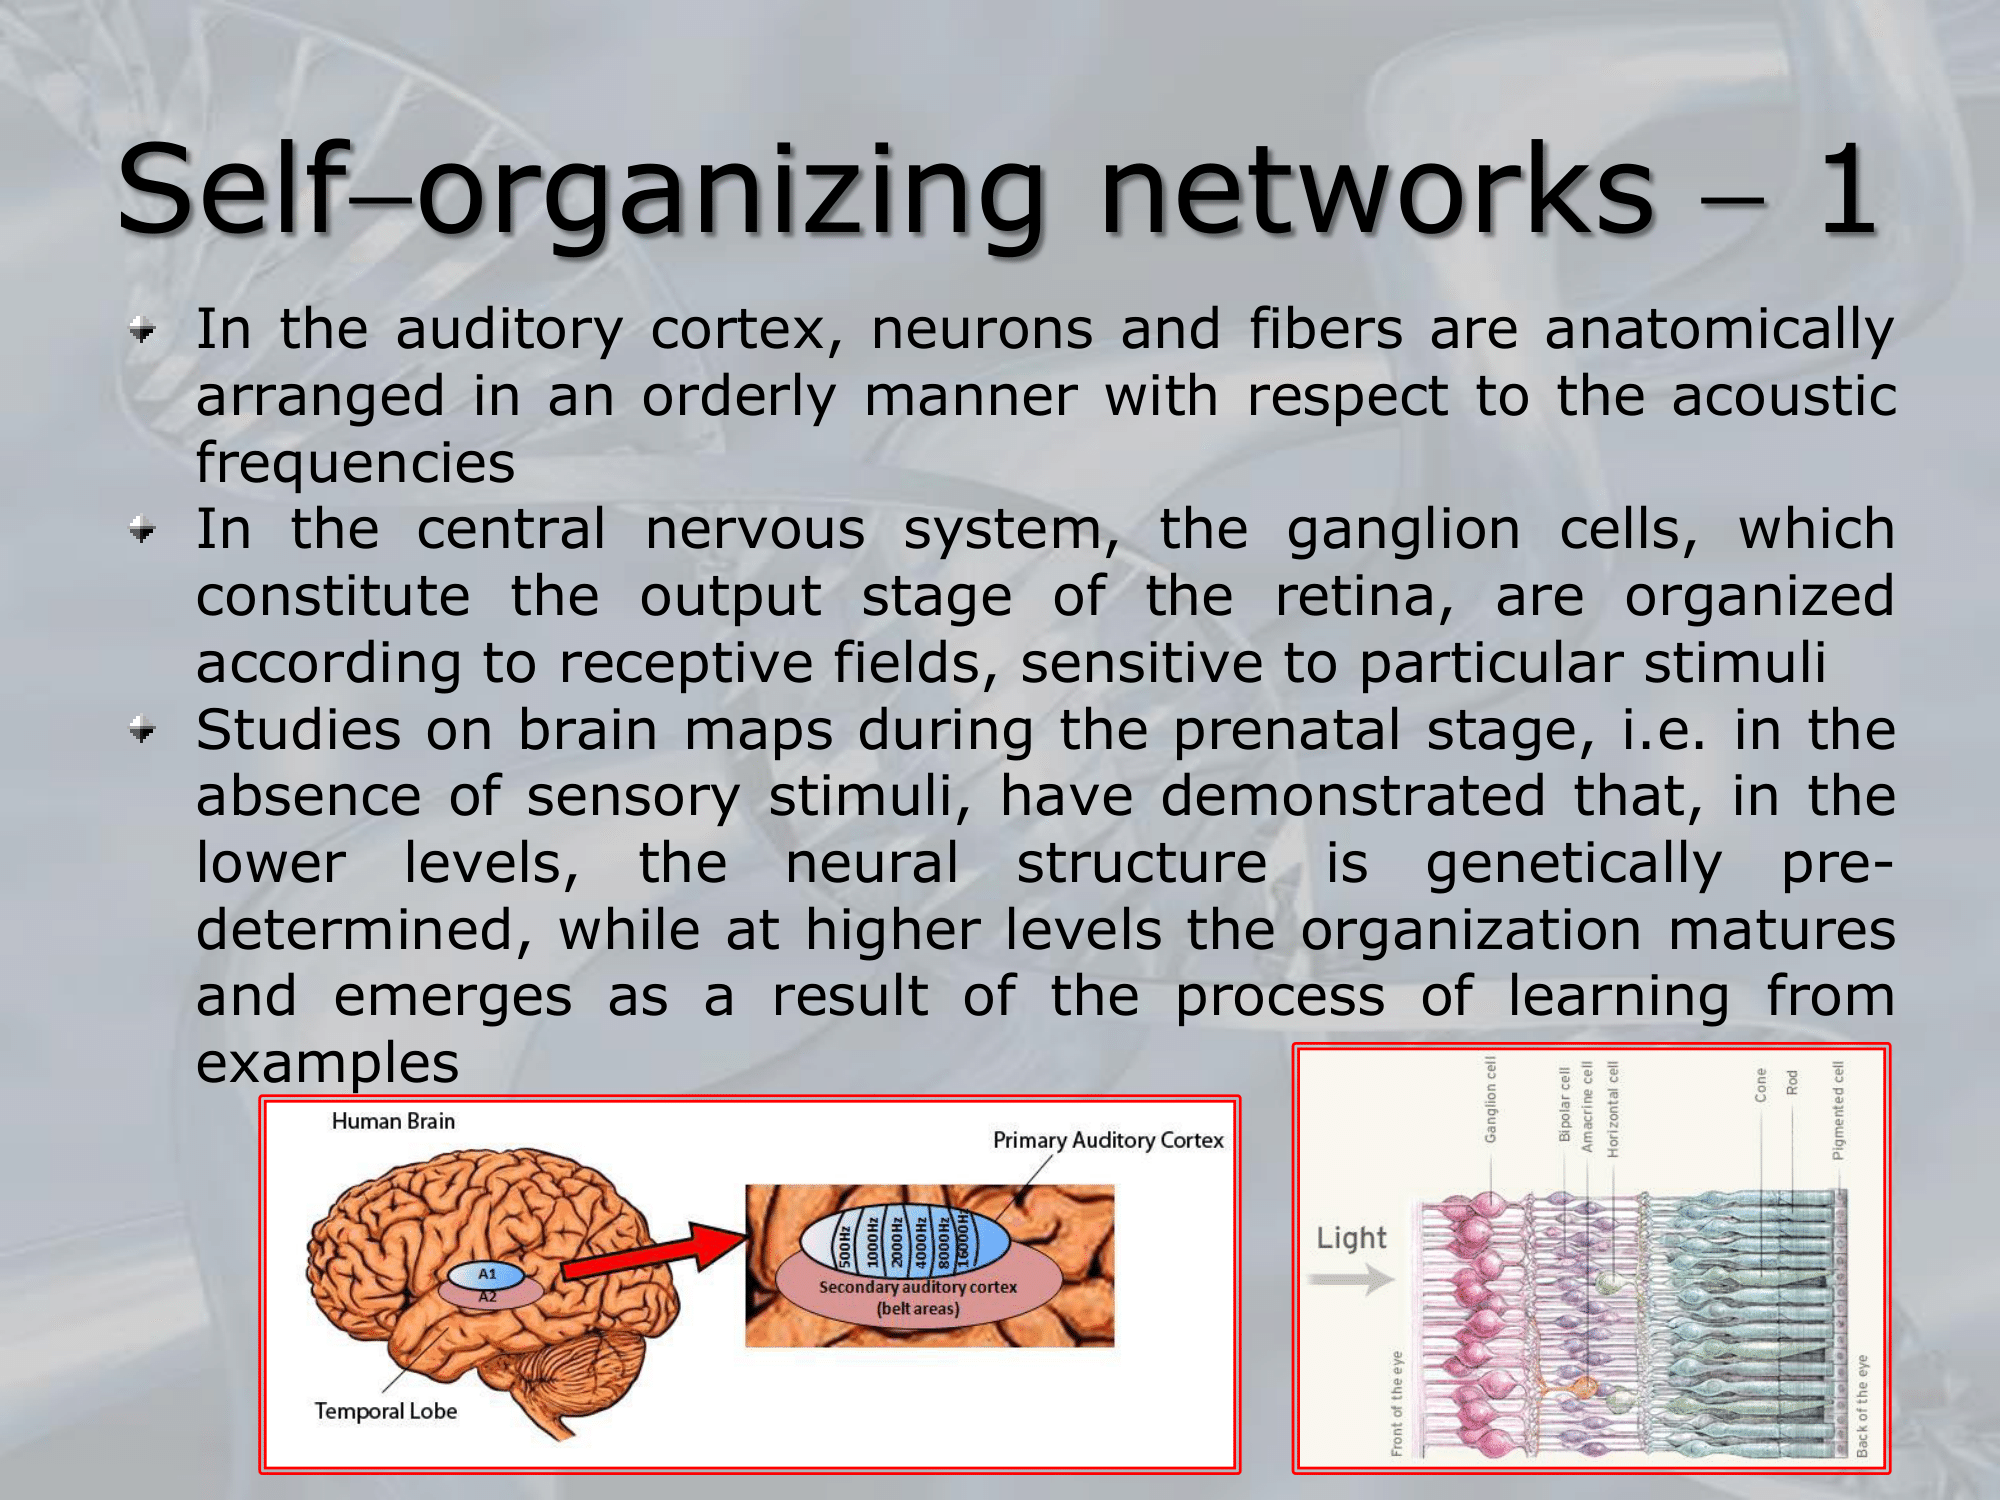 Self–organizing networks – 1
In the auditory cortex, neurons and fibers are anatomically
arranged in an orderly manner with respect to the acoustic
frequencies
In the central nervous system, the ganglion cells, which
constitute the output stage of the retina, are organized
according to receptive fields, sensitive to particular stimuli
Studies on brain maps during the prenatal stage, i.e. in the
absence of sensory stimuli, have demonstrated that, in the
lower levels, the neural structure is genetically pre-
determined, while at higher levels the organization matures
and emerges as a result of the process of learning from
examples
Human Brain
Primary Auditory Cortex
500Hz
1000Hz
2000Hz
4000Hz
8000Hz
16000Hz
A1
A2
Secondary auditory cortex
(belt areas)
Temporal Lobe
Ganglion cell
Bipolar cell
Amacrine cell
Horizontal cell
Cone
Rod
Pigmented cell
Light
Front of the eye
Back of the eye